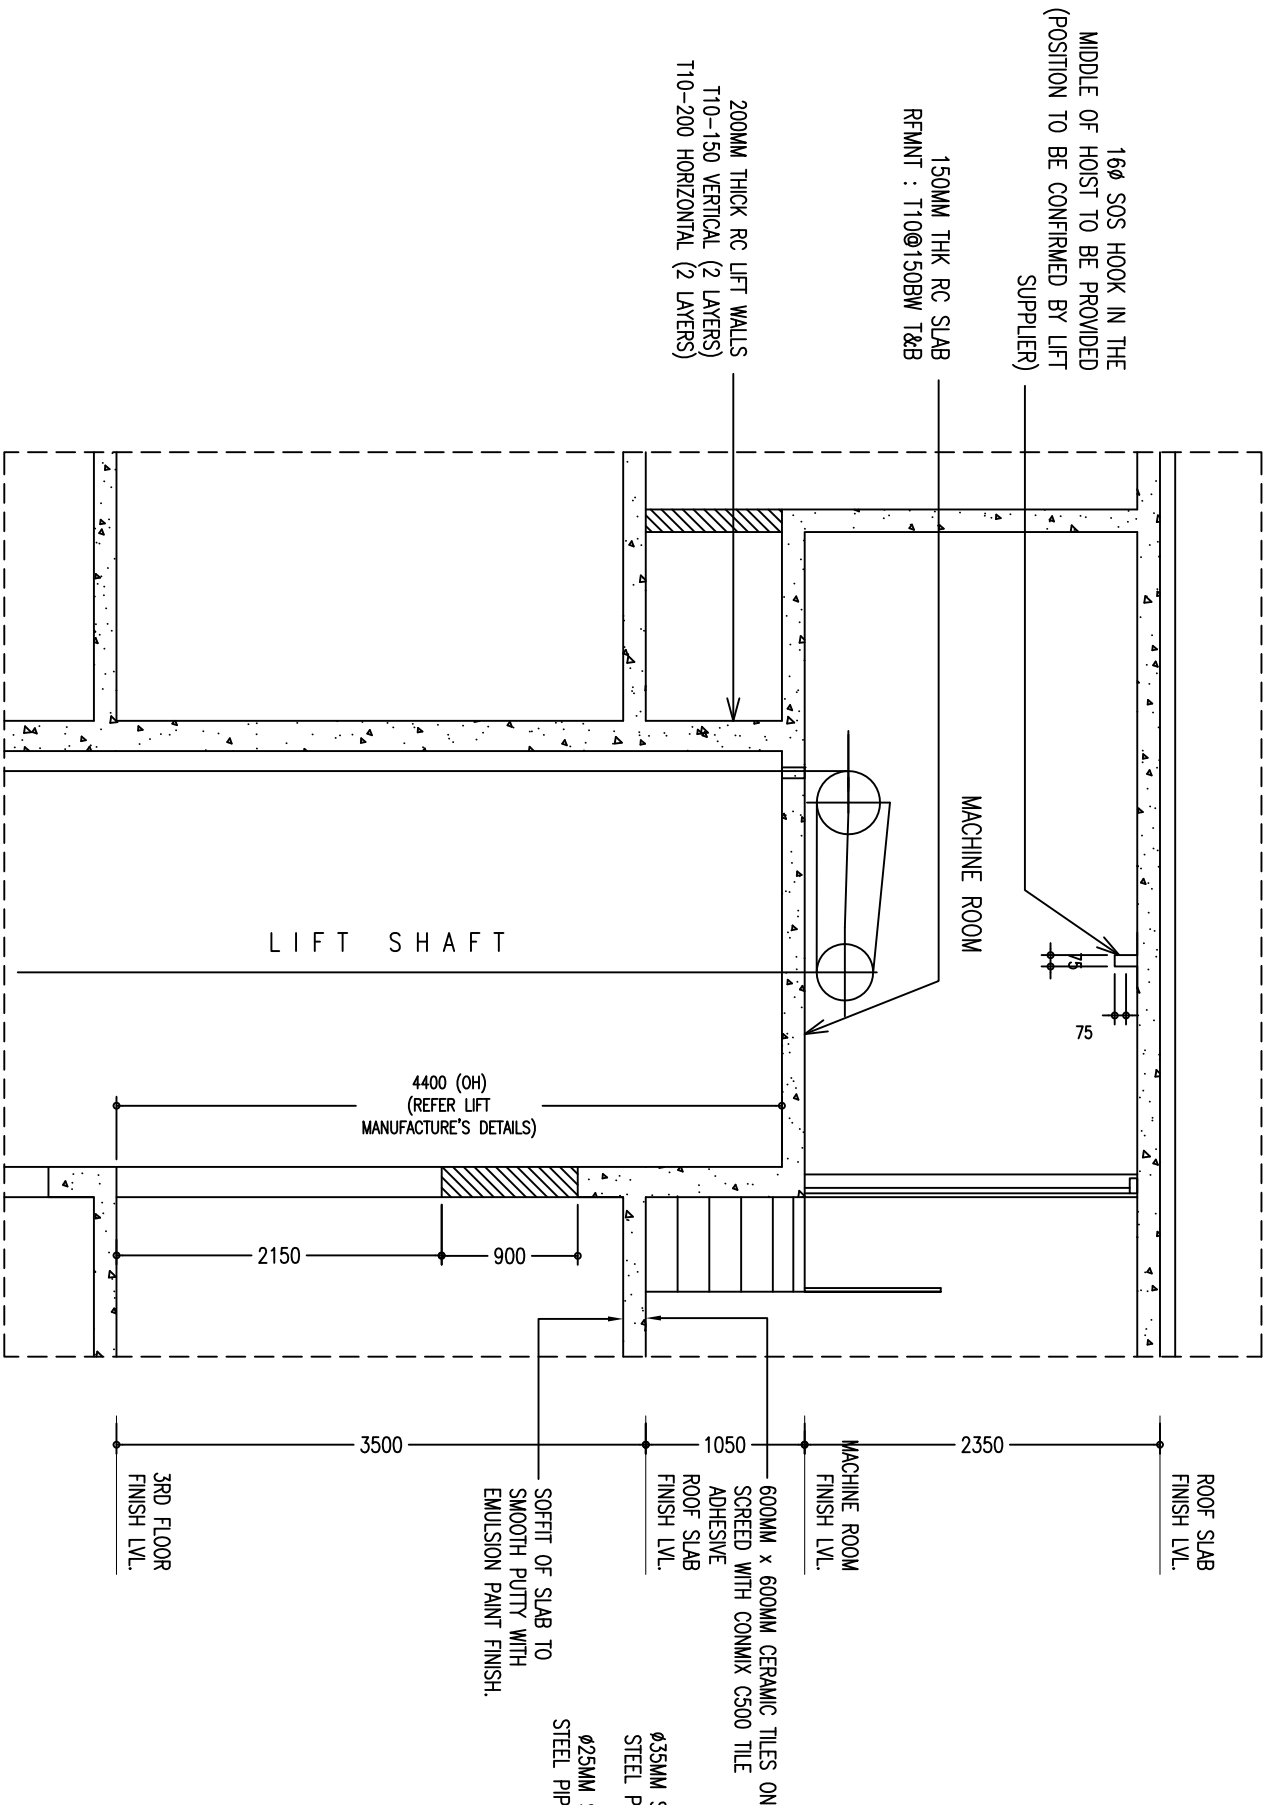 16ø SOS HOOK IN THE
MIDDLE OF HOIST TO BE PROVIDED
(POSITION TO BE CONFIRMED BY LIFT
SUPPLIER)
150MM THK RC SLAB
RFMNT : T10@150BW T&B
200MM THICK RC LIFT WALLS
T10-150 VERTICAL (2 LAYERS)
T10-200 HORIZONTAL (2 LAYERS)
MACHINE ROOM
75
75
LIFT SHAFT
4400 (OH)
(REFER LIFT
MANUFACTURE'S DETAILS)
2150
900
3500
1050
2350
ROOF SLAB
FINISH LVL.
MACHINE ROOM
FINISH LVL.
600MM x 600MM CERAMIC TILES ON
SCREED WITH CONMIX C500 TILE
ADHESIVE
ROOF SLAB
FINISH LVL.
SOFFIT OF SLAB TO
SMOOTH PUTTY WITH
EMULSION PAINT FINISH.
3RD FLOOR
FINISH LVL.
ø35MM
STEEL
ø25MM
STEEL